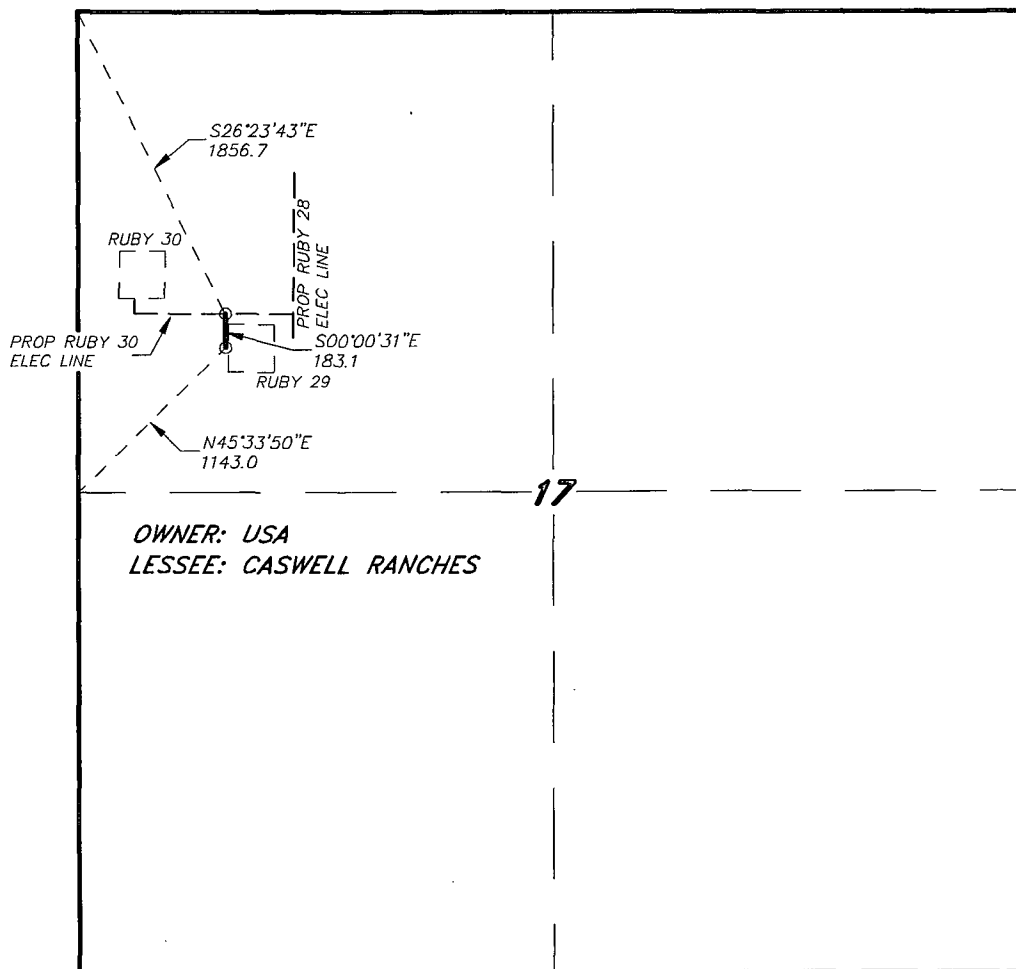 S26°23'43"E
1856.7
RUBY 30
PROP RUBY 28
ELEC LINE
PROP RUBY 30
ELEC LINE
S00°00'31"E
183.1
RUBY 29
N45°33'50"E
1143.0
17
OWNER: USA
LESSEE: CASWELL RANCHES